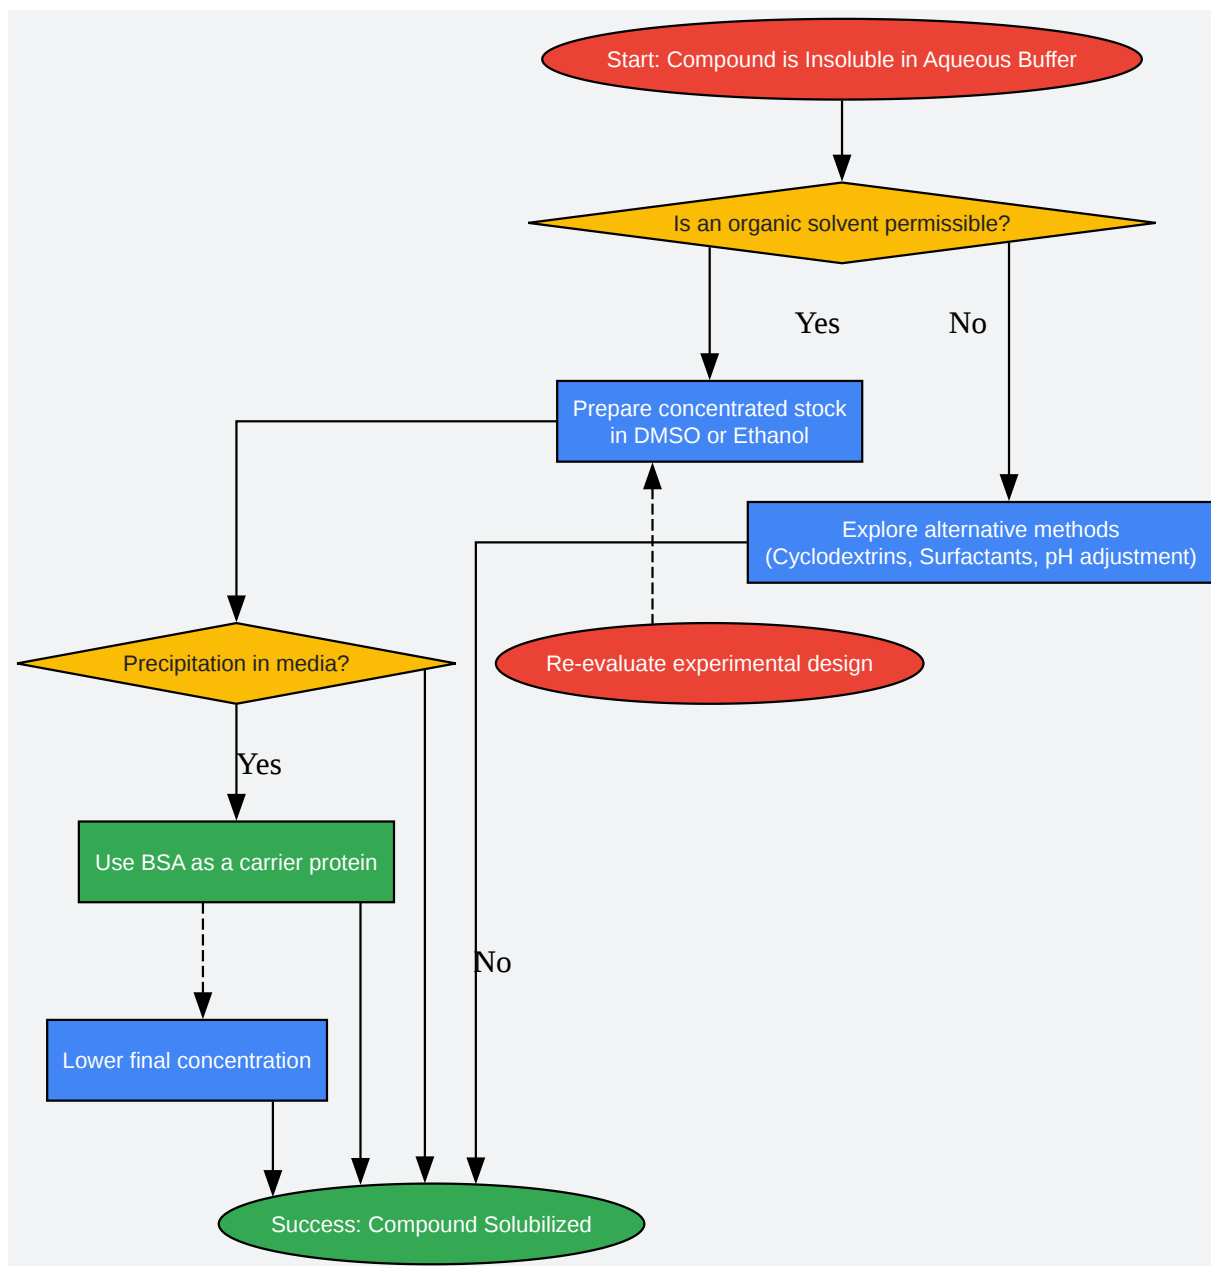 Start: Compound is Insoluble in Aqueous Buffer
Is an organic solvent permissible?
Yes
No
Prepare concentrated stock
in DMSO or Ethanol
Explore alternative methods
(Cyclodextrins, Surfactants, pH adjustment)
Precipitation in media?
Re-evaluate experimental design
Yes
Use BSA as a carrier protein
No
Lower final concentration
Success: Compound Solubilized